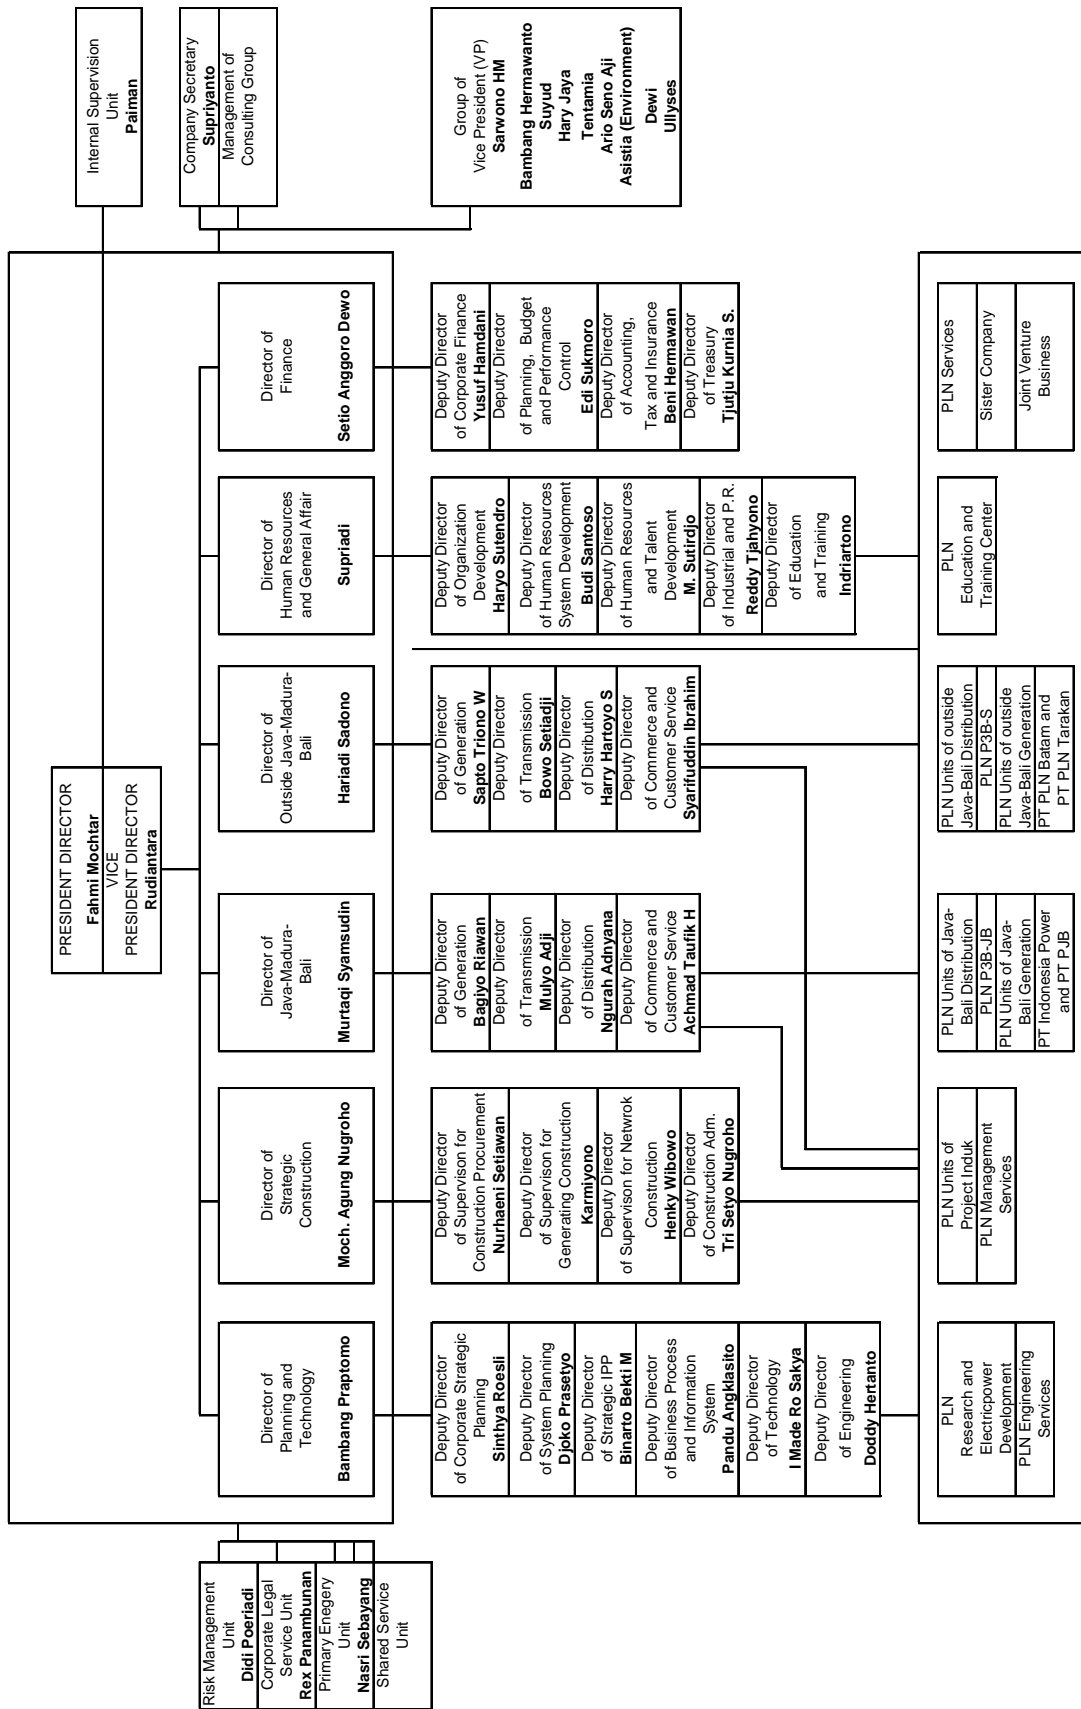 PRESIDENT DIRECTOR
Fahmi Mochtar
VICE
PRESIDENT DIRECTOR
Rudiantara
Internal Supervision
Unit
Paiman
Risk Management
Unit
Didi Poeriadi
Corporate Legal
Service Unit
Rex Panambunan
Primary Enegery
Unit
Nasri Sebayang
Shared Service
Unit
Company Secretary
Supriyanto
Management of
Consulting Group
Director of
Planning and
Technology
Bambang Praptomo
Director of
Strategic
Construction
Moch. Agung Nugroho
Director of
Java-Madura-
Bali
Murtaqi Syamsudin
Director of
Outside Java-Madura-
Bali
Hariadi Sadono
Director of
Human Resources
and General Affair
Supriadi
Director of
Finance
Setio Anggoro Dewo
Group of
Vice President (VP)
Sarwono HM
Bambang Hermawanto
Suyud
Hary Jaya
Tentamia
Ario Seno Aji
Asistia (Environment)
Dewi
Ullyses
Deputy Director
of Corporate Strategic
Planning
Sinthya Roesli
Deputy Director
of System Planning
Djoko Prasetyo
Deputy Director
of Strategic IPP
Binarto Bekti M
Deputy Director
of Business Process
and Information
System
Pandu Angklasito
Deputy Director
of Technology
I Made Ro Sakya
Deputy Director
of Engineering
Doddy Hertanto
Deputy Director
of Supervison for
Construction Procurement
Nurhaeni Setiawan
Deputy Director
of Supervision for
Generating Construction
Karmiyono
Deputy Director
of Supervison for Netwrok
Construction
Henky Wibowo
Deputy Director
of Construction Adm.
Tri Setyo Nugroho
Deputy Director
of Generation
Bagiyo Riawan
Deputy Director
of Transmission
Mulyo Adji
Deputy Director
of Distribution
Ngurah Adnyana
Deputy Director
of Commerce and
Customer Service
Achmad Taufik H
Deputy Director
of Generation
Sapto Triono W
Deputy Director
of Transmission
Bowo Setiadji
Deputy Director
of Distribution
Harry Hartoyo S
Deputy Director
of Commerce and
Customer Service
Syarifuddin Ibrahim
Deputy Director
of Organization
Development
Haryo Sutendro
Deputy Director
of Human Resources
System Development
Budi Santoso
Deputy Director
of Human Resources
and Talent
Development
M. Sutirdjo
Deputy Director
of Industrial and P.R.
Reddy Tjahyono
Deputy Director
of Education
and Training
Indriartono
Deputy Director
of Corporate Finance
Yusuf Hamdani
Deputy Director
of Planning, Budget
and Performance
Control
Edi Sukmoro
Deputy Director
of Accounting,
Tax and Insurance
Beni Hermawan
Deputy Director
of Treasury
Tjutju Kurnia S.
PLN
Research and
Electricpower
Development
PLN Engineering
Services
PLN Units of
Project Induk
PLN Management
Services
PLN Units of Java-
Bali Distribution
PLN P3B-JB
PLN Units of Java-
Bali Generation
PT Indonesia Power
and PT PJB
PLN Units of outside
Java-Bali Distribution
PLN P3B-S
PLN Units of outside
Java-Bali Generation
PT PLN Batam and
PT PLN Tarakan
PLN
Education and
Training Center
PLN Services
Sister Company
Joint Venture
Business